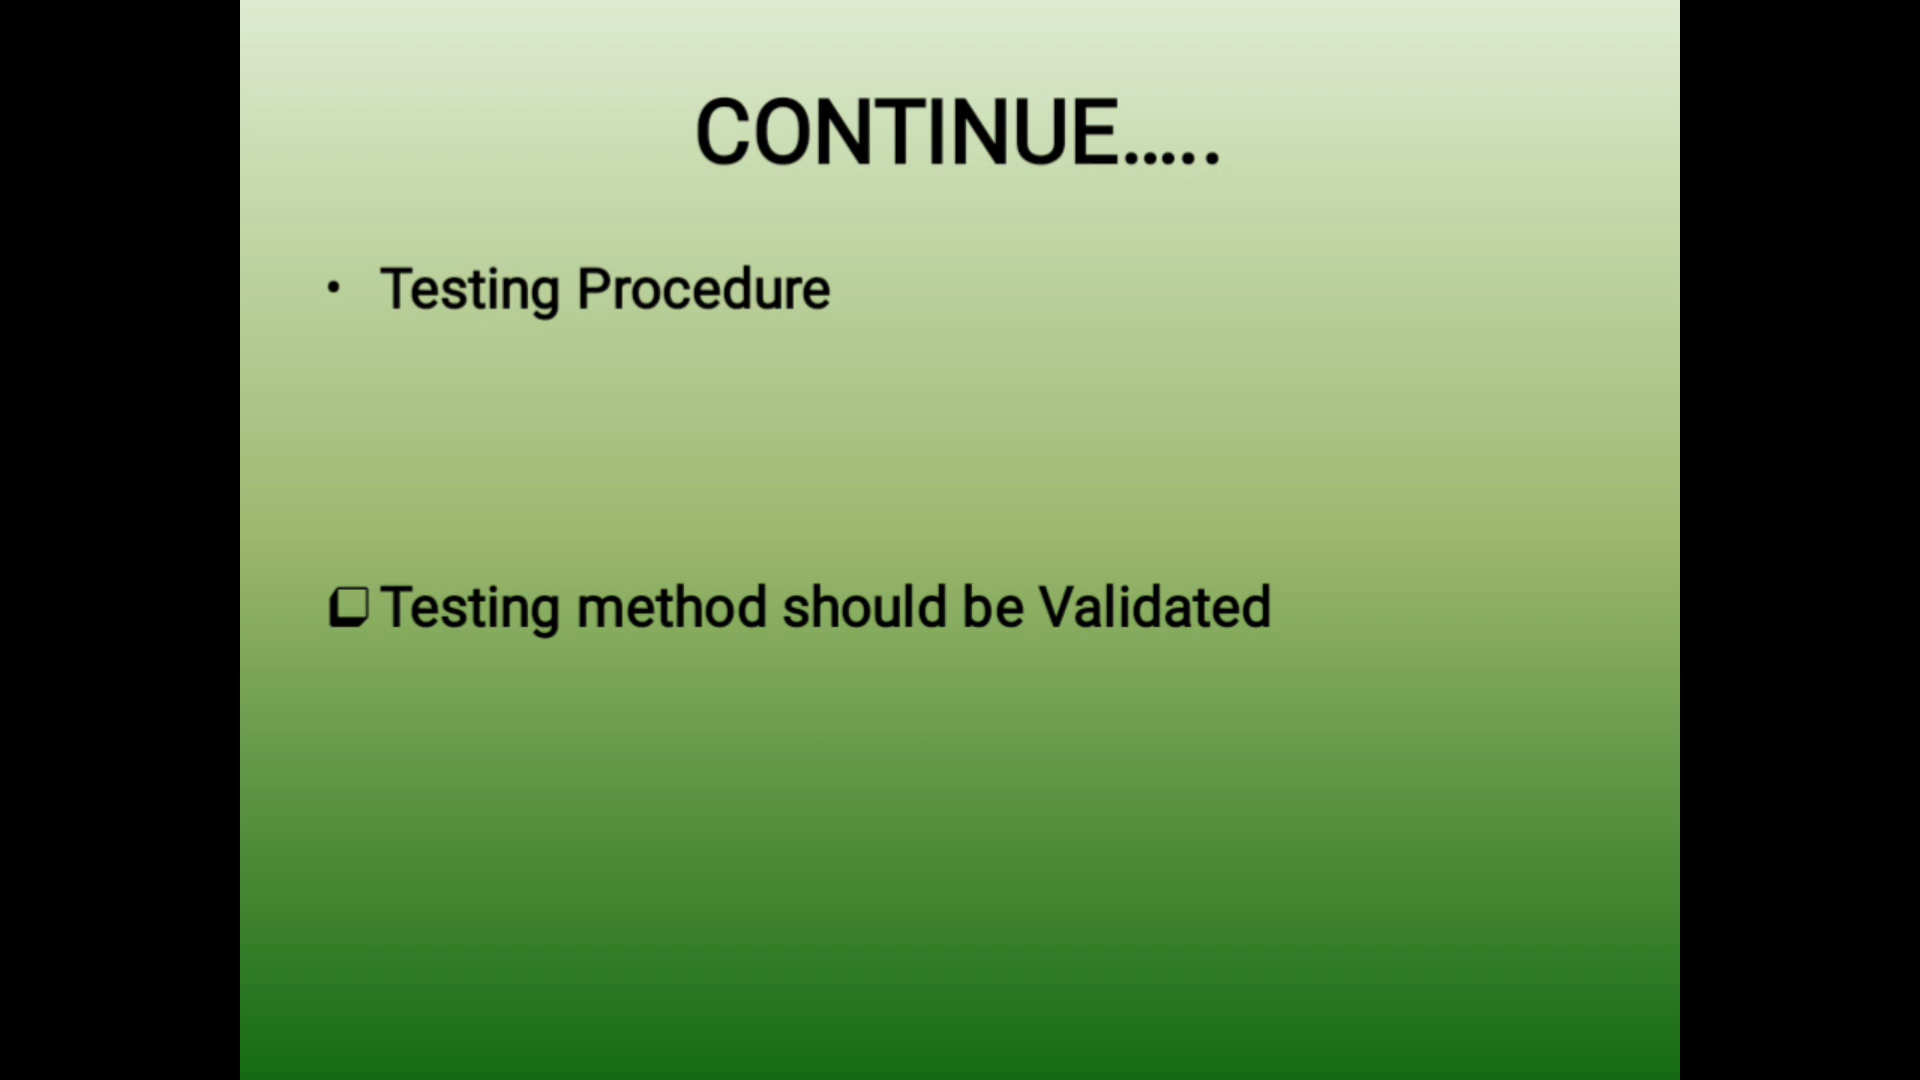 CONTINUE.....
• Testing Procedure
❑ Testing method should be Validated